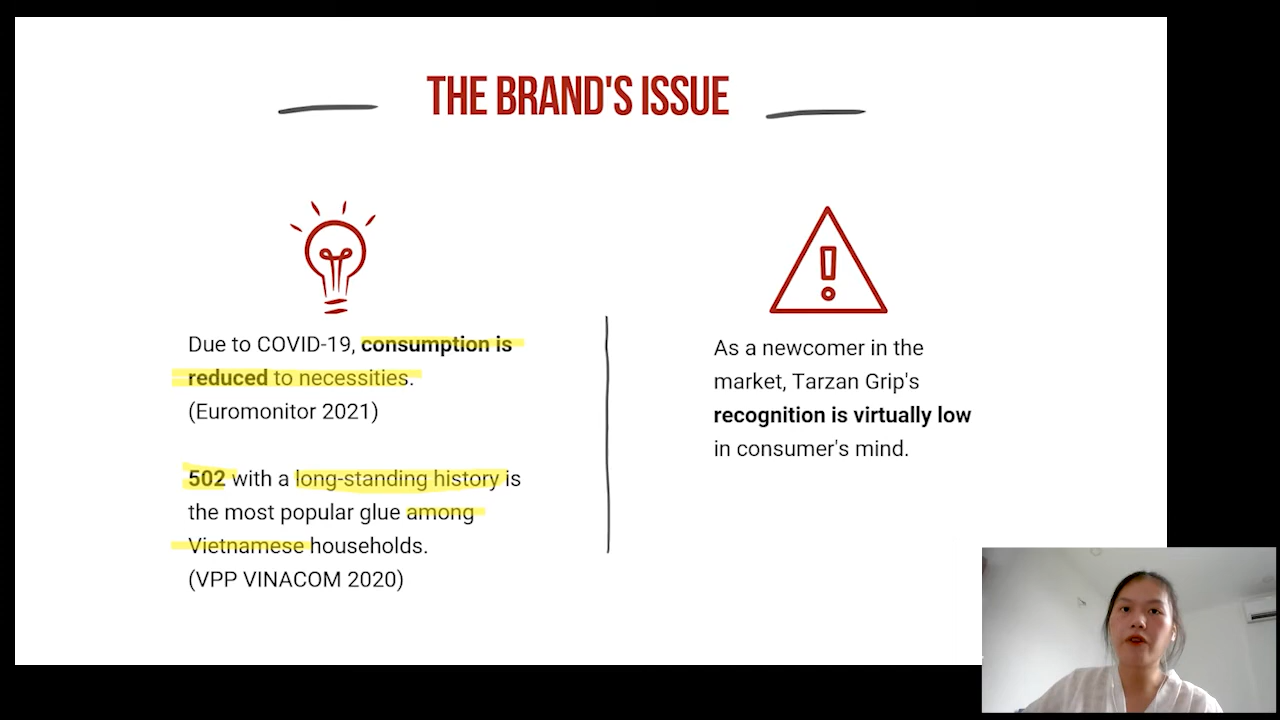 THE BRAND'S ISSUE
Due to COVID-19, consumption is
reduced to necessities.
(Euromonitor 2021)
502 with a long-standing history is
the most popular glue among
Vietnamese households.
(VPP VINACOM 2020)
As a newcomer in the
market, Tarzan Grip's
recognition is virtually low
in consumer's mind.